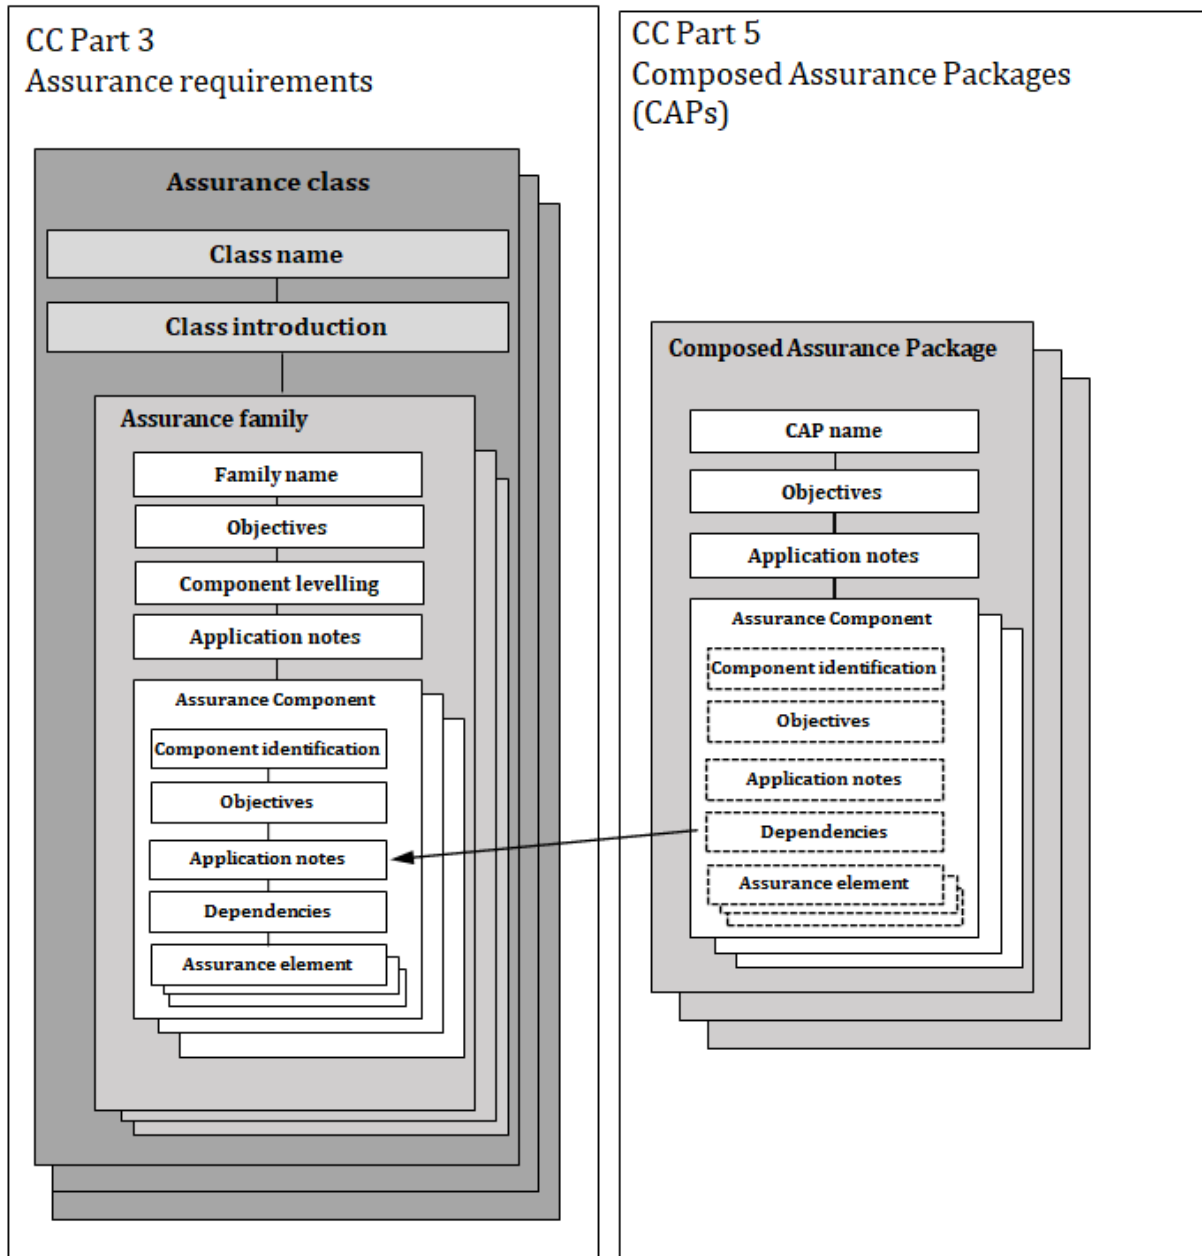 CC Part 3
Assurance requirements
Assurance class
Class name
Class introduction
Assurance family
Family name
Objectives
Component levelling
Application notes
Assurance Component
Component identification
Objectives
Application notes
Dependencies
Assurance element
CC Part 5
Composed Assurance Packages
(CAPs)
Composed Assurance Package
CAP name
Objectives
Application notes
Assurance Component
Component identification
Objectives
Application notes
Dependencies
Assurance element